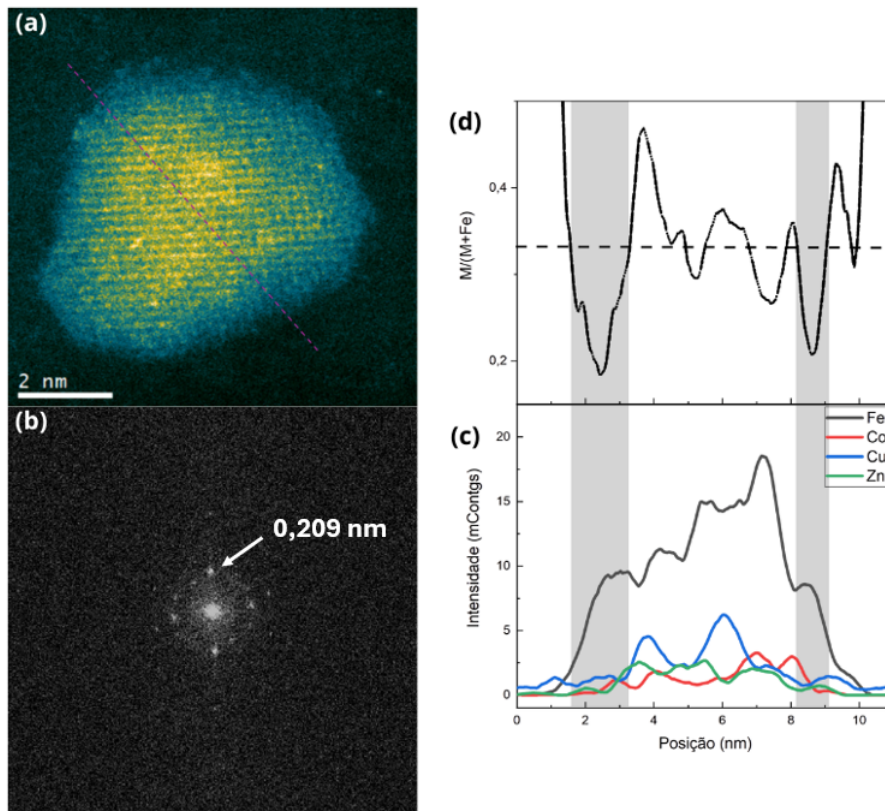 (a)
2 nm
(b)
0,209 nm
(d)
0,4
0,2
M/(M+Fe)
(c)
20
15
10
5
0
Intensidade (mContgs)
Fe
Co
Cu
Zn
0 2 4 6 8 10
Posição (nm)